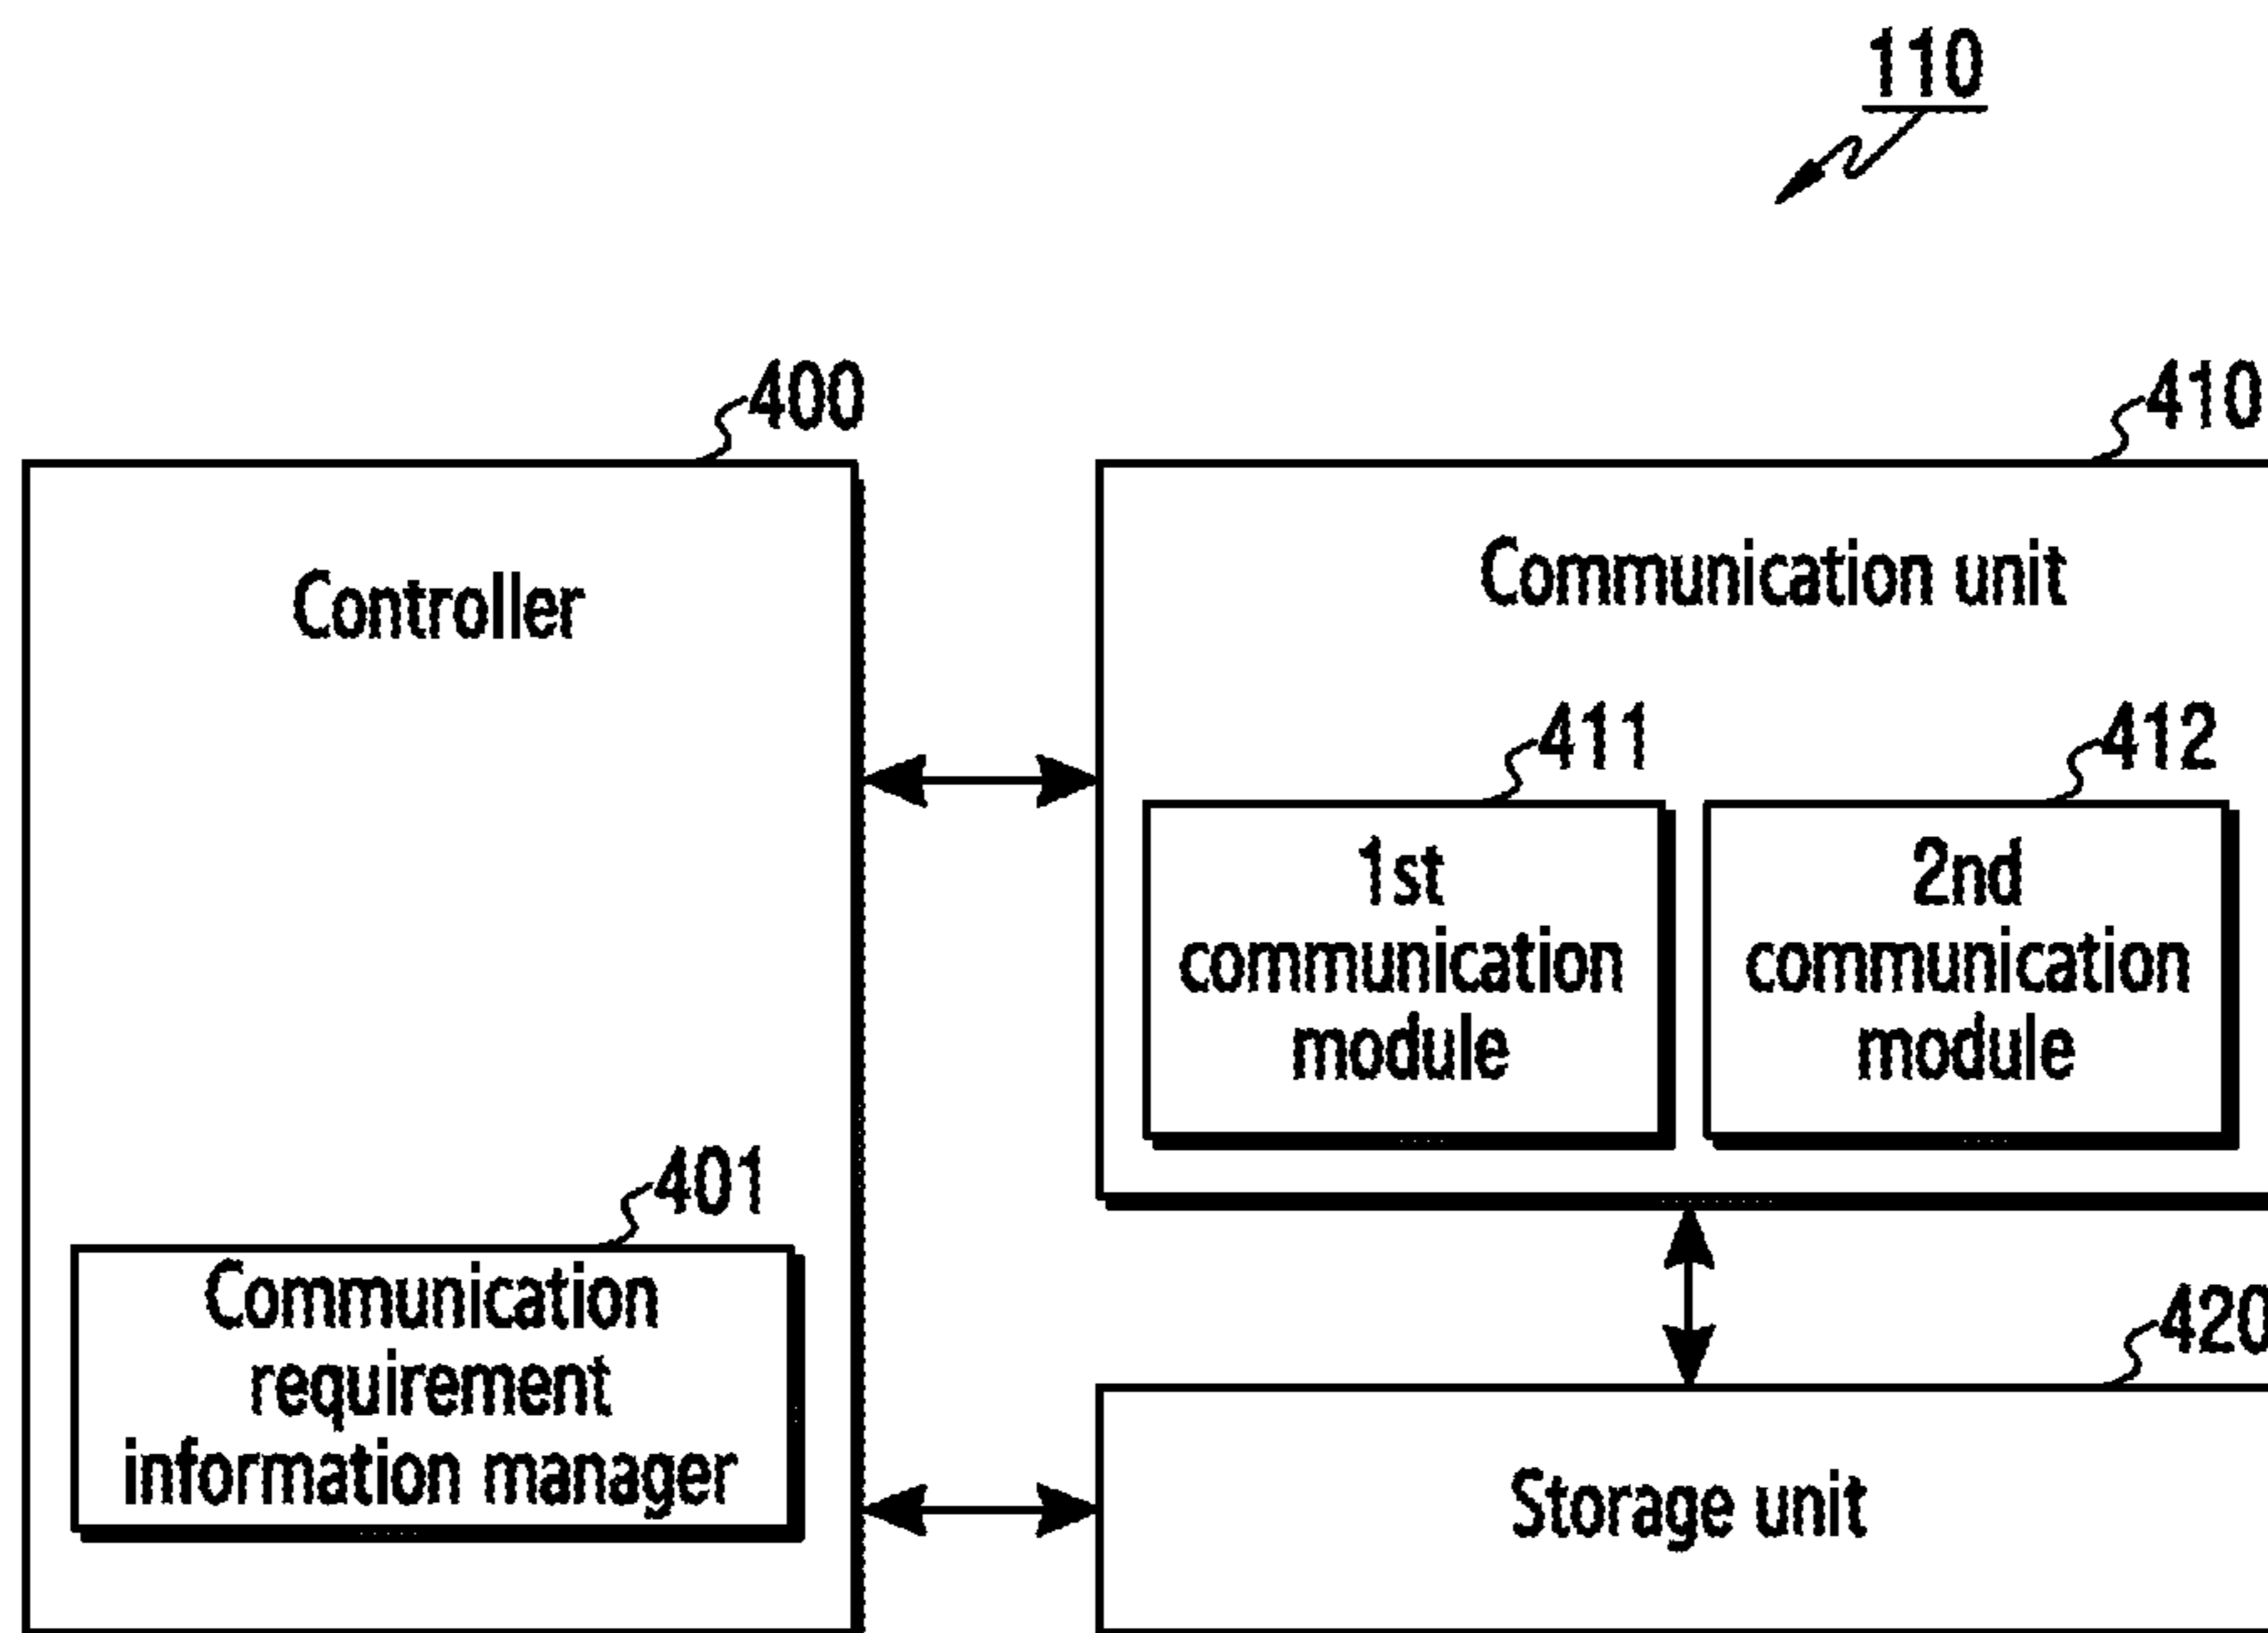 110
400
410
Controller
Communication unit
411
412
1st
communication
module
2nd
communication
module
401
Communication
requirement
information manager
420
Storage unit